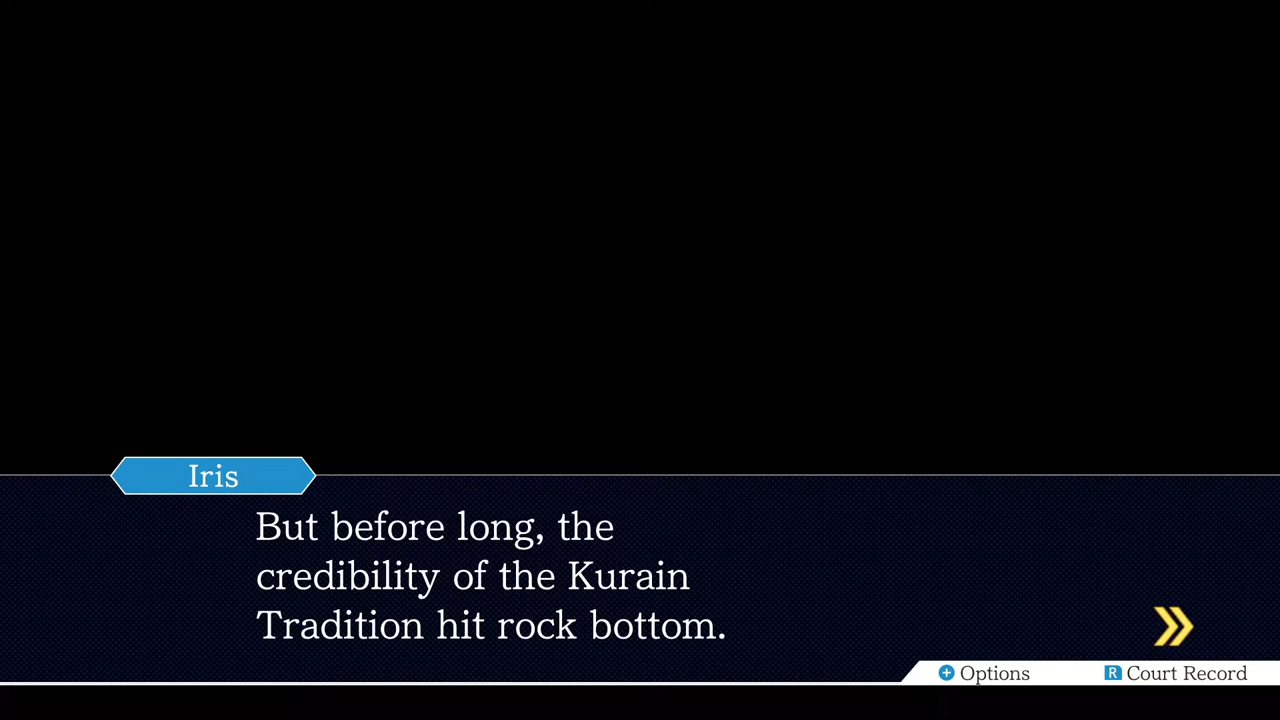 Iris
But before long, the
credibility of the Kurain
Tradition hit rock bottom.
+ Options
R Court Record